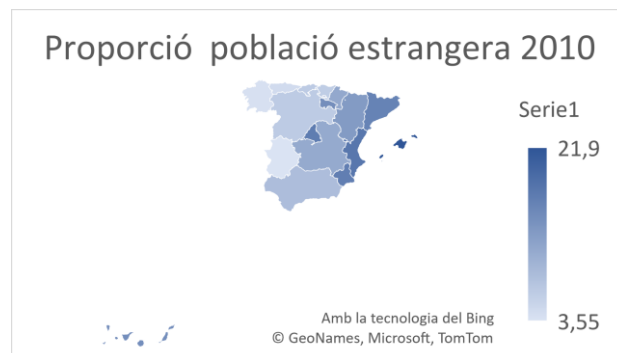 Proporció  població estrangera 2010
Serie1
21,9
3,55
Amb la tecnologia del Bing
© GeoNames, Microsoft, TomTom